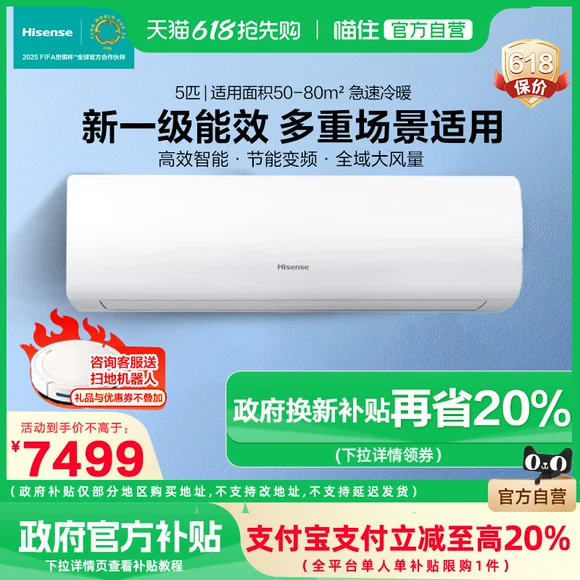 Hisense
2025 FIFA世俱杯™全球官方合作伙伴
天猫618抢先购
喵住 官方自营
618
保价
5匹|适用面积50-80m² 急速冷暖
新一级能效 多重场景适用
高效智能·节能变频·全域大风量
Hisense
咨询客服送
扫地机器人
礼品与优惠券不叠加
政府换新补贴再省20%
(下拉详情领券)
活动到手价不高于:
¥7499
(政府补贴仅部分地区购买地址,不支持改地址,不支持延迟发货)
官方自营
政府官方补贴
下拉详情页查看补贴教程
支付宝支付立减至高20%
(全平台单人单补贴限购1件)